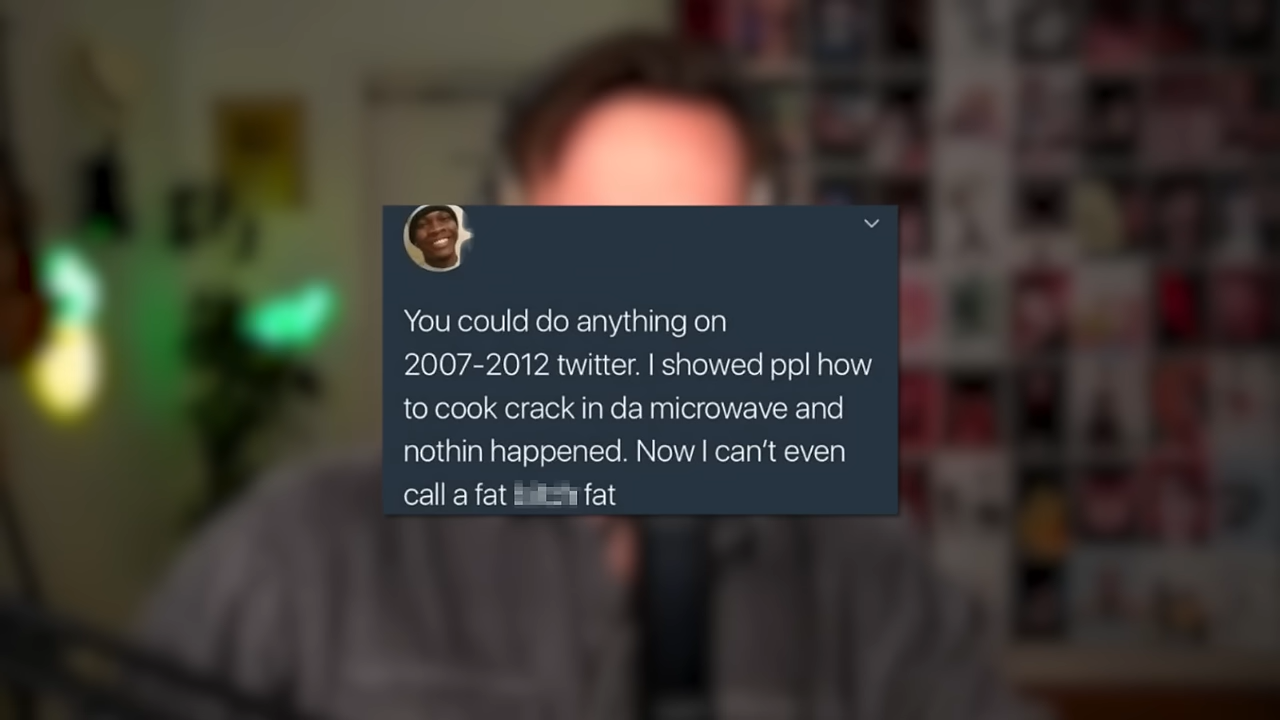 You could do anything on
2007-2012 twitter. I showed ppl how
to cook crack in da microwave and
nothin happened. Now I can’t even
call a fat fat